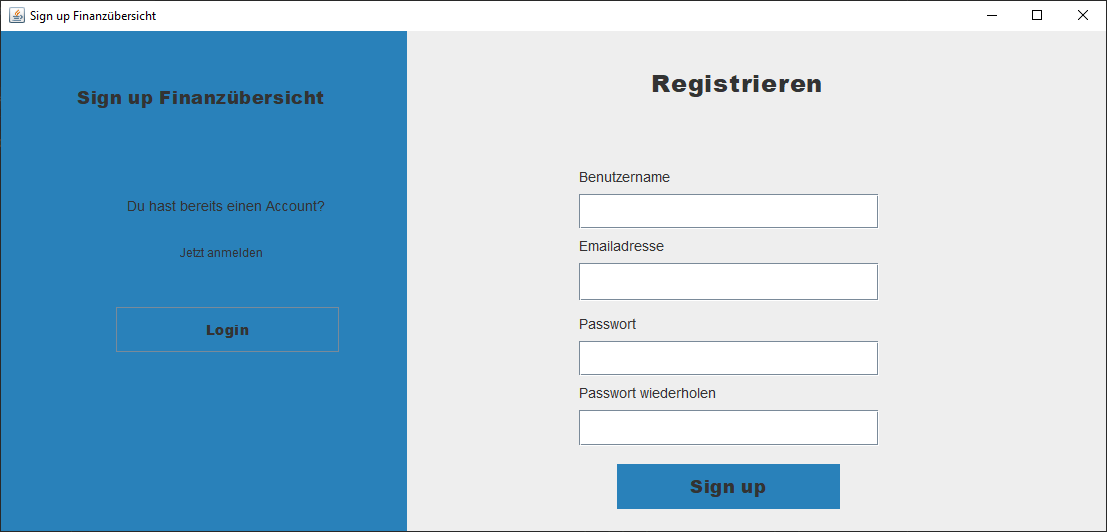 Sign up Finanzübersicht
Sign up Finanzübersicht
Du hast bereits einen Account?
Jetzt anmelden
Login
Registrieren
Benutzername
Emailadresse
Passwort
Passwort wiederholen
Sign up